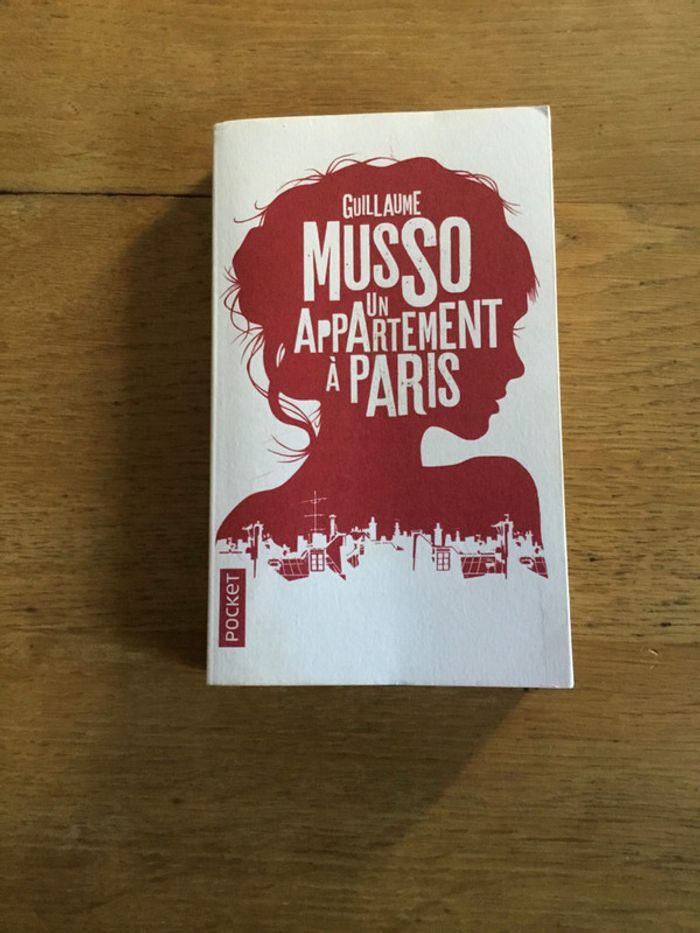 GUILLAUME
MUSSO
UN
APPARTEMENT
À PARIS
POCKET